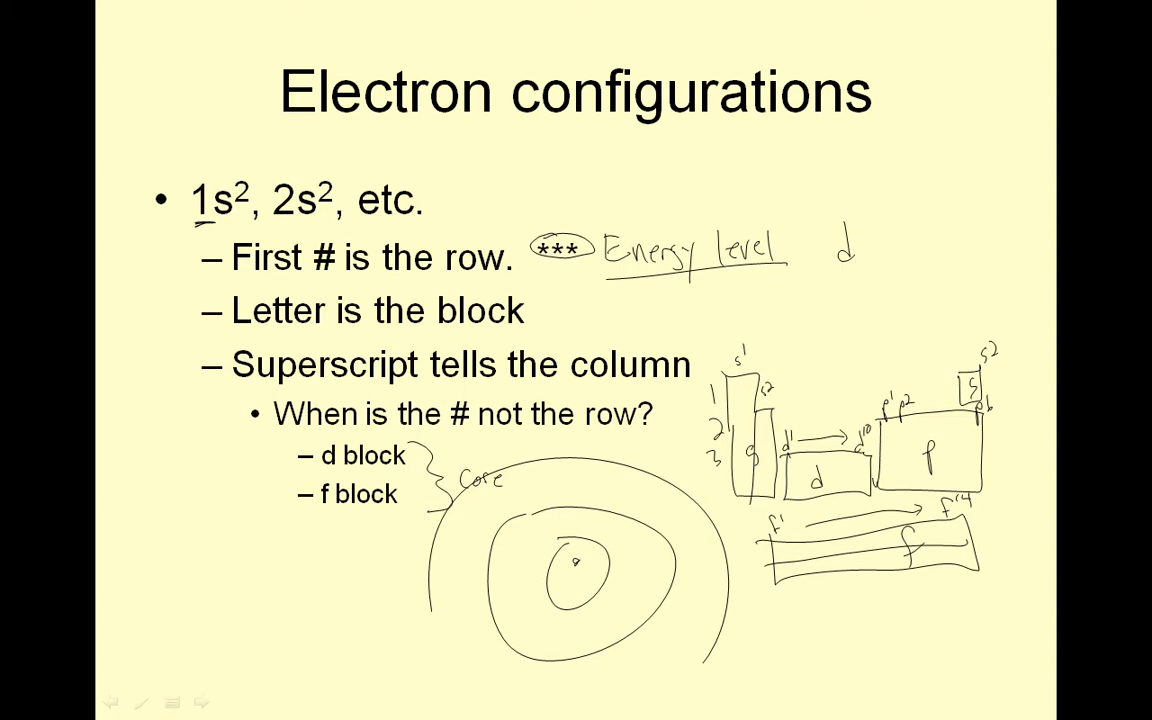 Electron configurations
• 1s², 2s², etc.
– First # is the row. *** Energy level d
– Letter is the block
– Superscript tells the column
• When is the # not the row?
– d block
– f block
core
s¹ s² s²
1 s p¹ p² p⁶
2 d¹ d¹⁰
3 s d p
f¹ f¹⁴
f